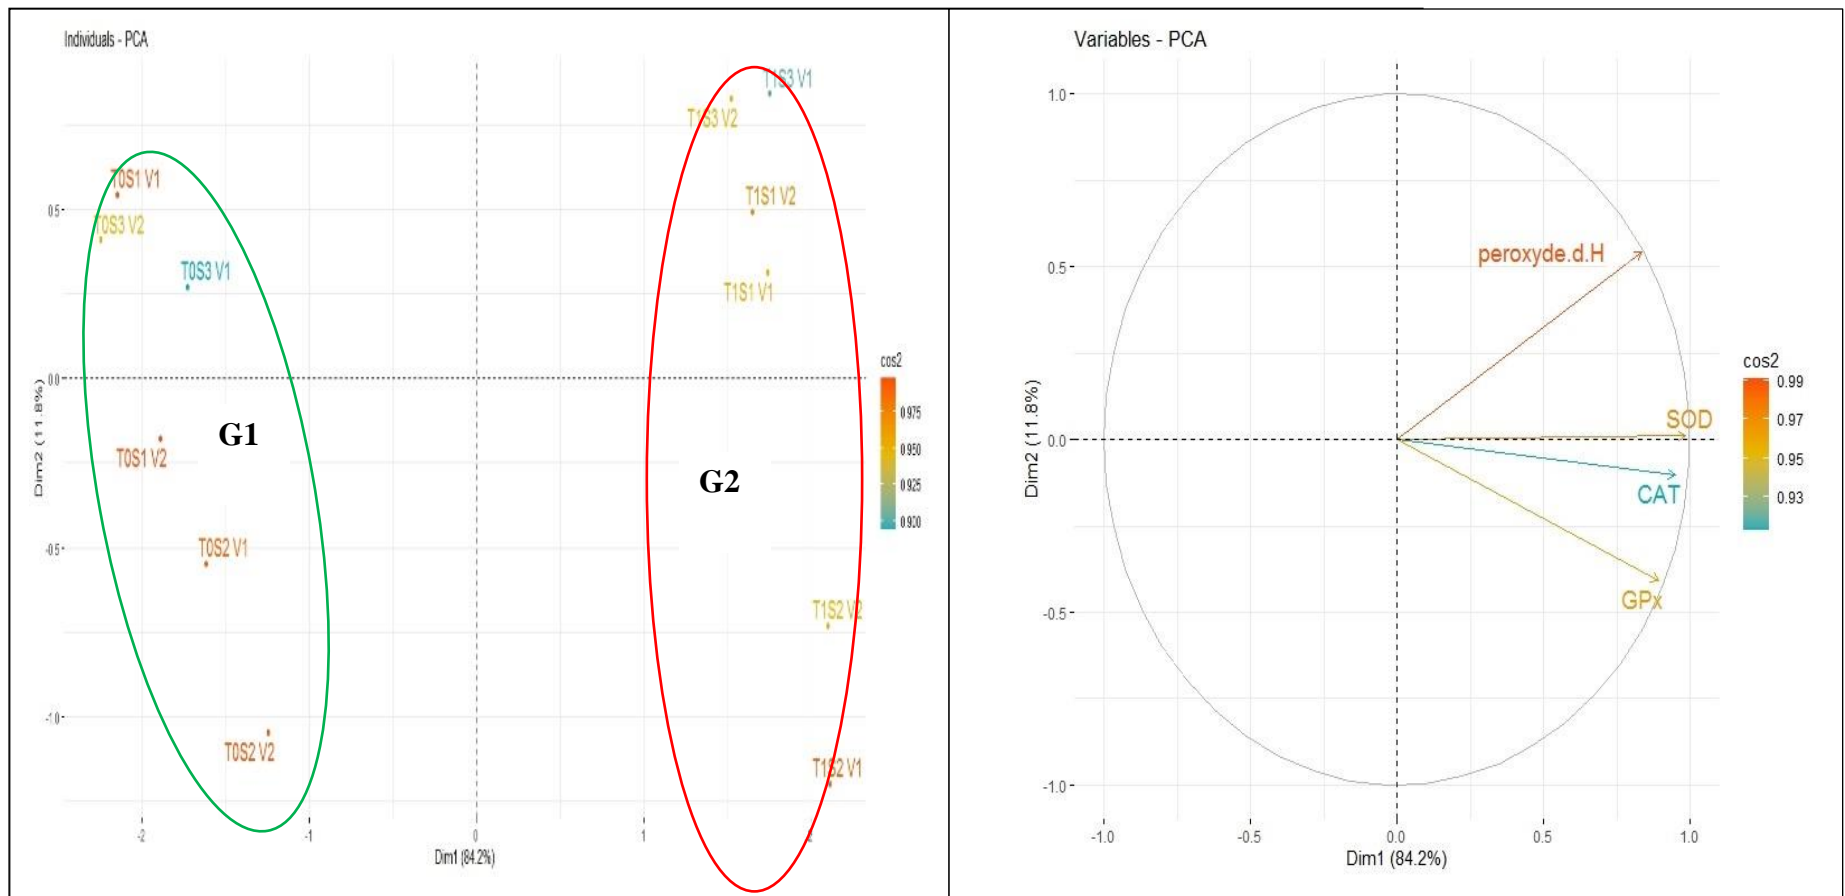 Individuals - PCA
T1S3 V1
T1S3 V2
T0S1 V1
T0S3 V2
T1S1 V2
T0S3 V1
T1S1 V1
T0S1 V2
G1
G2
T0S2 V1
T1S2 V2
T0S2 V2
T1S2 V1
0.5
0.0
-0.5
-1.0
Dim2 (11.8%)
-2
-1
0
1
2
Dim1 (84.2%)
cos2
0.975
0.950
0.925
0.900
Variables - PCA
peroxyde.d.H
SOD
CAT
GPx
1.0
0.5
0.0
-0.5
-1.0
Dim2 (11.8%)
-1.0
-0.5
0.0
0.5
1.0
Dim1 (84.2%)
cos2
0.99
0.97
0.95
0.93